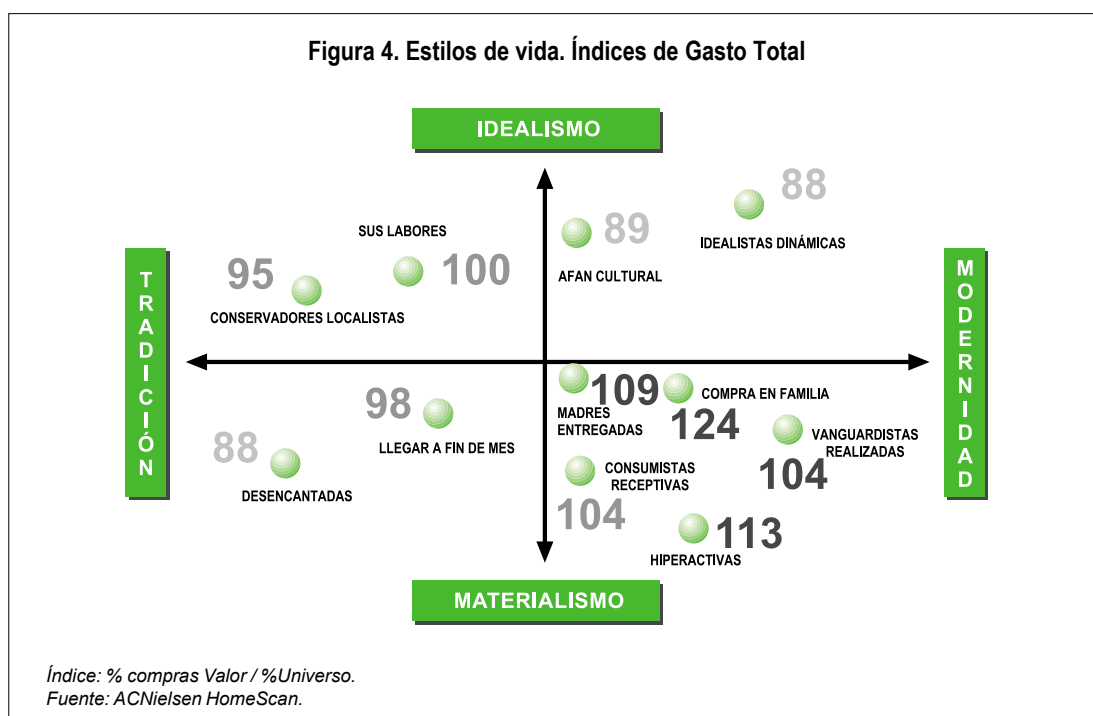 Figura 4. Estilos de vida. Índices de Gasto Total
IDEALISMO
88
IDEALISTAS DINÁMICAS
89
AFAN CULTURAL
SUS LABORES
100
95
CONSERVADORES LOCALISTAS
TRADICIÓN
MODERNIDAD
109
MADRES
ENTREGADAS
COMPRA EN FAMILIA
124
98
LLEGAR A FIN DE MES
VANGUARDISTAS
REALIZADAS
104
88
DESENCANTADAS
CONSUMISTAS
RECEPTIVAS
104
113
HIPERACTIVAS
MATERIALISMO
Índice: % compras Valor / %Universo.
Fuente: ACNielsen HomeScan.